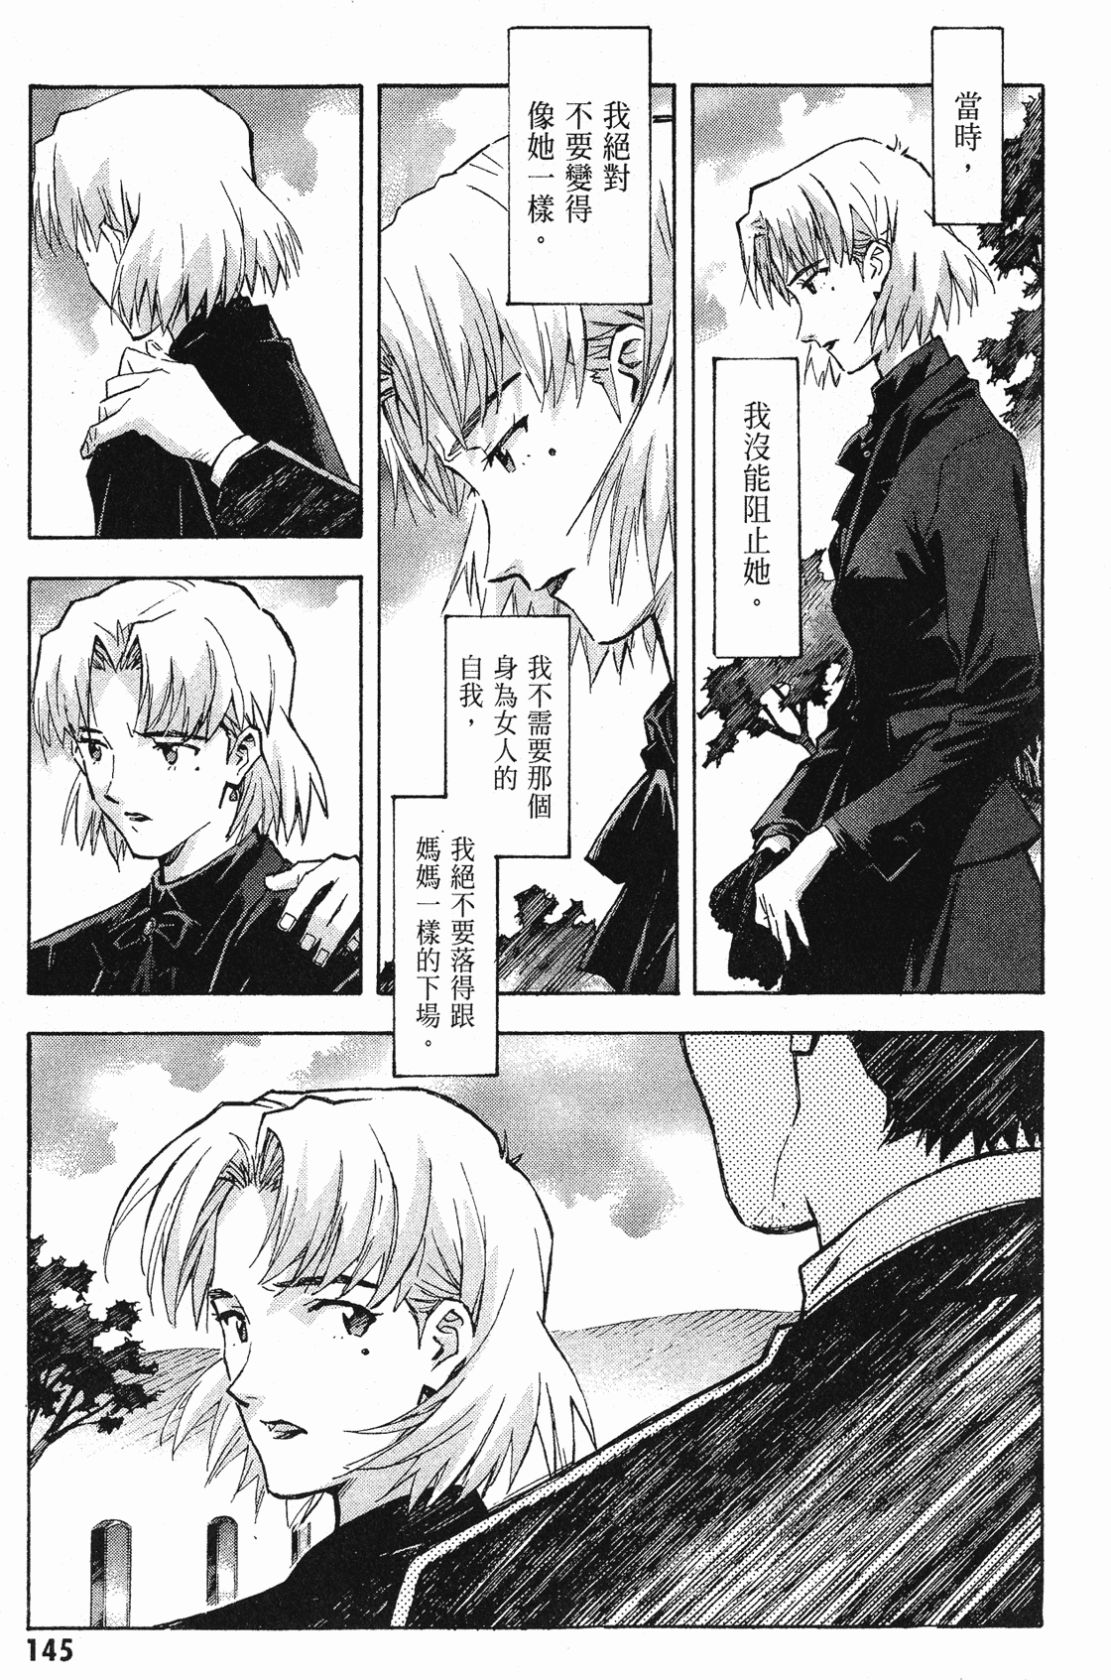 當時，
我沒能阻止她。
我絕對
不要變得
像她一樣。
我不需要那個
身為女人的
自我，
我絕不要落得跟
媽媽一樣的下場。
145